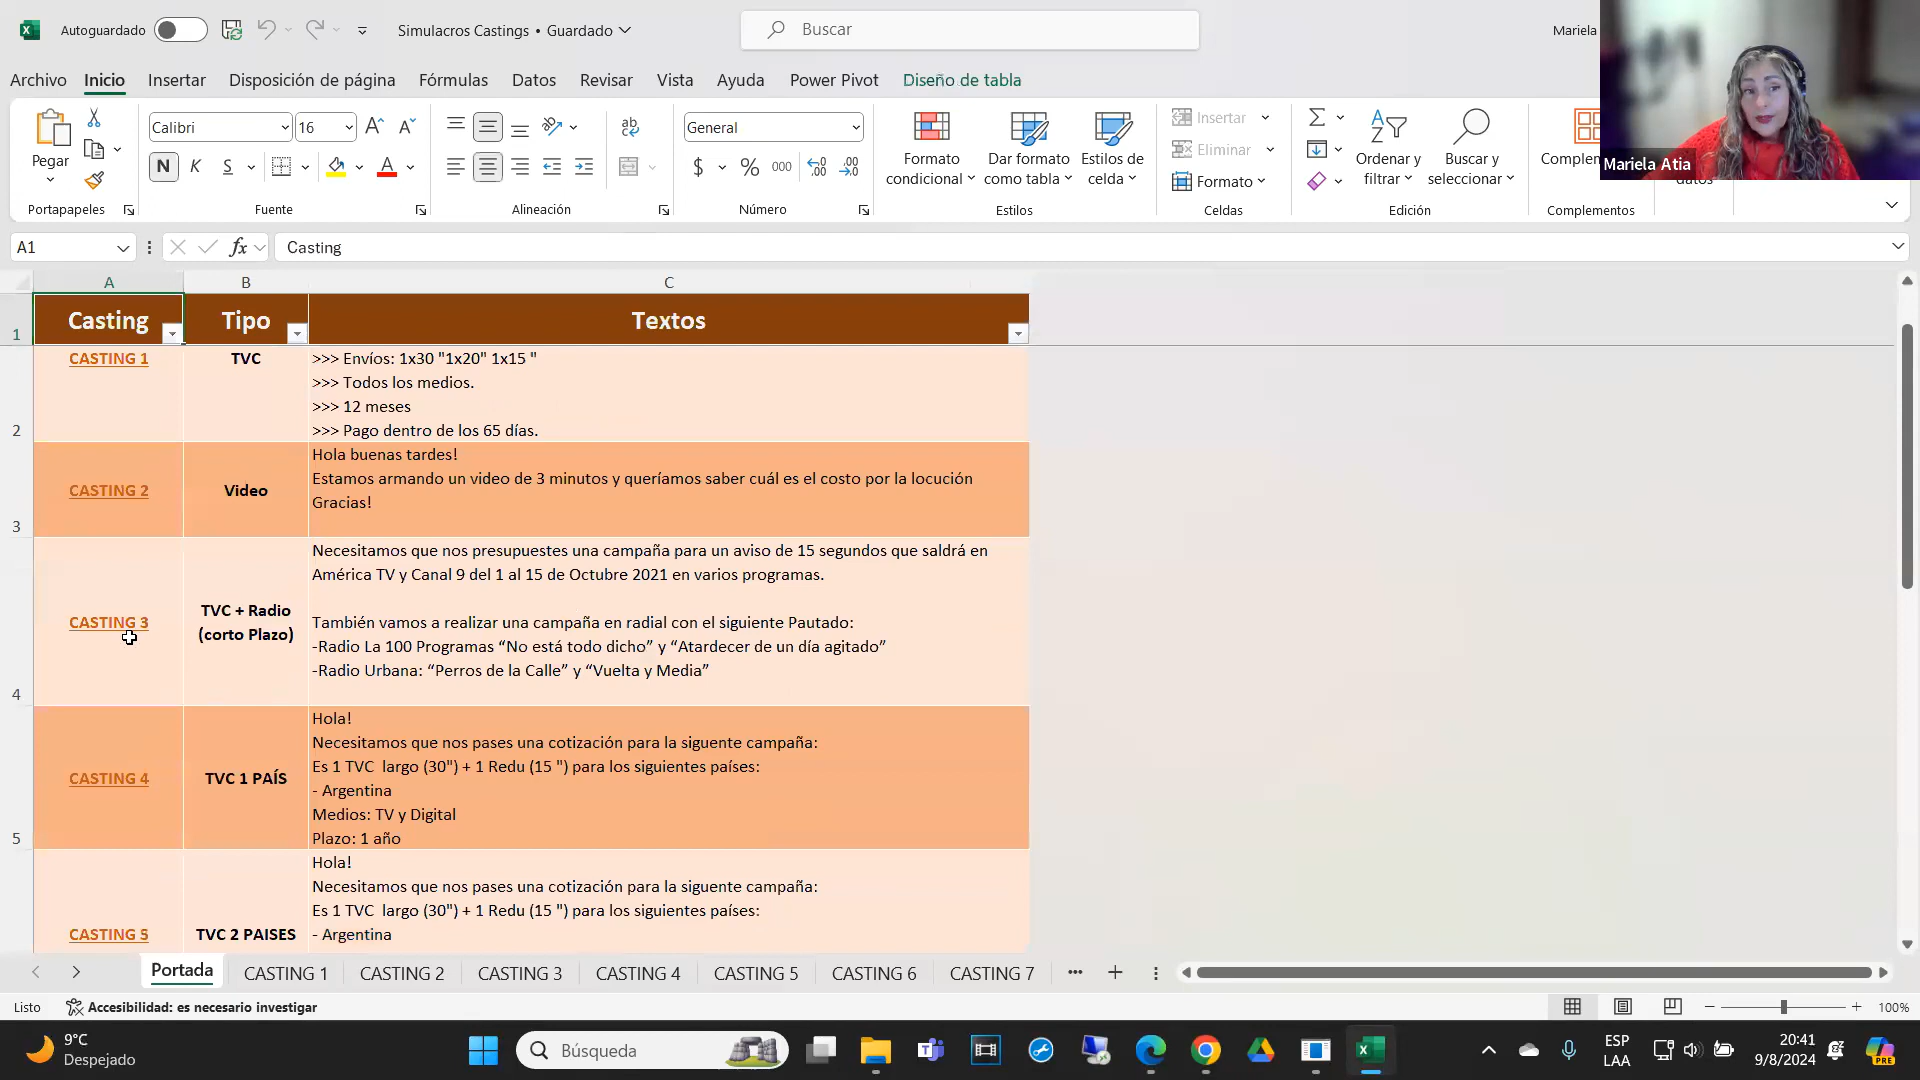 Autoguardado
Simulacros Castings • Guardado
Buscar
Mariela
Archivo Inicio Insertar Disposición de página Fórmulas Datos Revisar Vista Ayuda Power Pivot Diseño de tabla
Pegar
Portapapeles
Calibri 16
N K S
Fuente
Alineación
General
$ % 000
Número
Formato condicional
Dar formato como tabla
Estilos de celda
Estilos
Insertar
Eliminar
Formato
Celdas
Ordenar y filtrar
Buscar y seleccionar
Edición
Complementos
Mariela Atia
A1 fx Casting
A B C
1 Casting Tipo Textos
2 CASTING 1 TVC >>> Envíos: 1x30 "1x20" 1x15 "
>>> Todos los medios.
>>> 12 meses
>>> Pago dentro de los 65 días.
3 CASTING 2 Video Hola buenas tardes!
Estamos armando un video de 3 minutos y queríamos saber cuál es el costo por la locución
Gracias!
4 CASTING 3 TVC + Radio (corto Plazo) Necesitamos que nos presupuestes una campaña para un aviso de 15 segundos que saldrá en
América TV y Canal 9 del 1 al 15 de Octubre 2021 en varios programas.
También vamos a realizar una campaña en radial con el siguiente Pautado:
-Radio La 100 Programas “No está todo dicho” y “Atardecer de un día agitado”
-Radio Urbana: “Perros de la Calle” y “Vuelta y Media”
5 CASTING 4 TVC 1 PAÍS Hola!
Necesitamos que nos pases una cotización para la siguente campaña:
Es 1 TVC largo (30") + 1 Redu (15 ") para los siguientes países:
- Argentina
Medios: TV y Digital
Plazo: 1 año
CASTING 5 TVC 2 PAISES Hola!
Necesitamos que nos pases una cotización para la siguente campaña:
Es 1 TVC largo (30") + 1 Redu (15 ") para los siguientes países:
- Argentina
Portada CASTING 1 CASTING 2 CASTING 3 CASTING 4 CASTING 5 CASTING 6 CASTING 7
Listo Accesibilidad: es necesario investigar 100%
9°C
Despejado
Búsqueda
ESP
LAA
20:41
9/8/2024